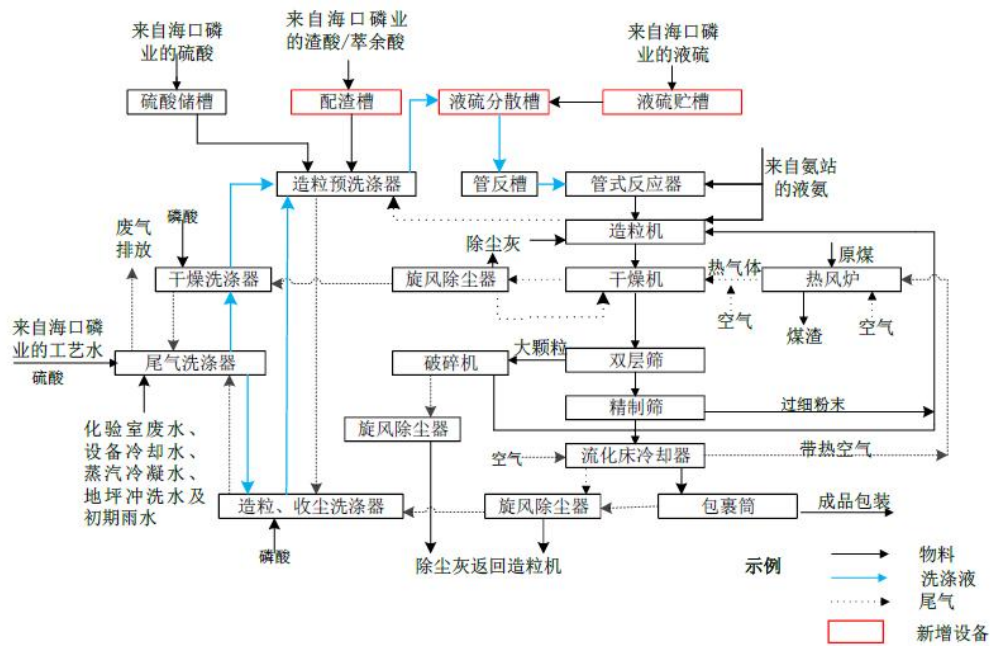 来自海口磷
业的硫酸
来自海口磷业
的渣酸/萃余酸
来自海口磷
业的液硫
硫酸储槽
配渣槽
液硫分散槽
液硫贮槽
造粒预洗涤器
管反槽
管式反应器
来自氨站
的液氨
废气
排放
磷酸
除尘灰
造粒机
原煤
干燥洗涤器
旋风除尘器
干燥机
热气体
热风炉
空气
煤渣
空气
来自海口磷
业的工艺水
硫酸
尾气洗涤器
破碎机
大颗粒
双层筛
精制筛
过细粉末
旋风除尘器
化验室废水、
设备冷却水、
蒸汽冷凝水、
地坪冲洗水及
初期雨水
空气
流化床冷却器
带热空气
造粒、收尘洗涤器
旋风除尘器
包裹筒
成品包装
磷酸
除尘灰返回造粒机
示例
物料
洗涤液
尾气
新增设备